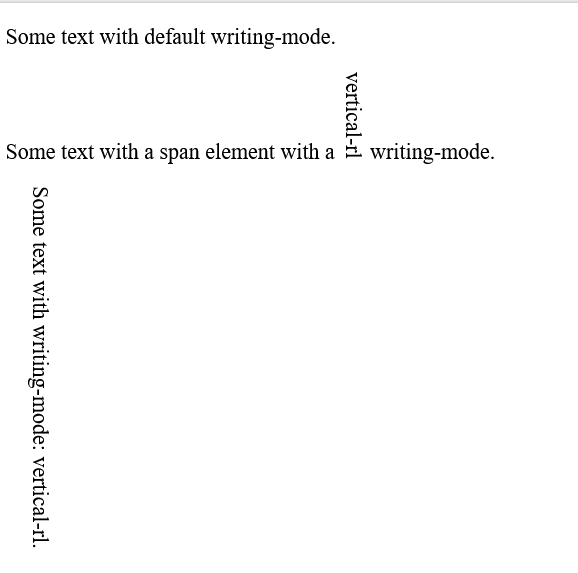 Some text with default writing-mode.
Some text with a span element with a vertical-rl writing-mode.
Some text with writing-mode: vertical-rl.